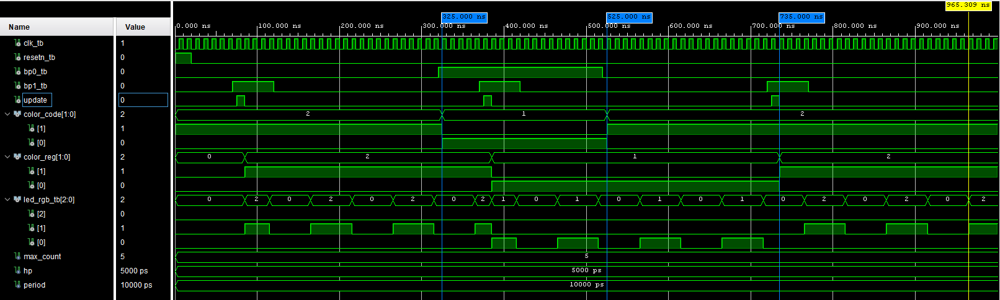 965.309 ns
325.000 ns 525.000 ns 735.000 ns
Name Value 0.000 ns 100.000 ns 200.000 ns 300.000 ns 400.000 ns 500.000 ns 600.000 ns 700.000 ns 800.000 ns 900.000 ns
clk_tb 1
resetn_tb 0
bp0_tb 0
bp1_tb 0
update 0
color_code[1:0] 2 2 1 2
[1] 1
[0] 0
color_reg[1:0] 2 0 2 1 2
[1] 1
[0] 0
led_rgb_tb[2:0] 2 0 2 0 2 0 2 0 2 1 0 1 0 1 0 1 0 2 0 2 0 2
[2] 0
[1] 1
[0] 0
max_count 5 5
hp 5000 ps 5000 ps
period 10000 ps 10000 ps